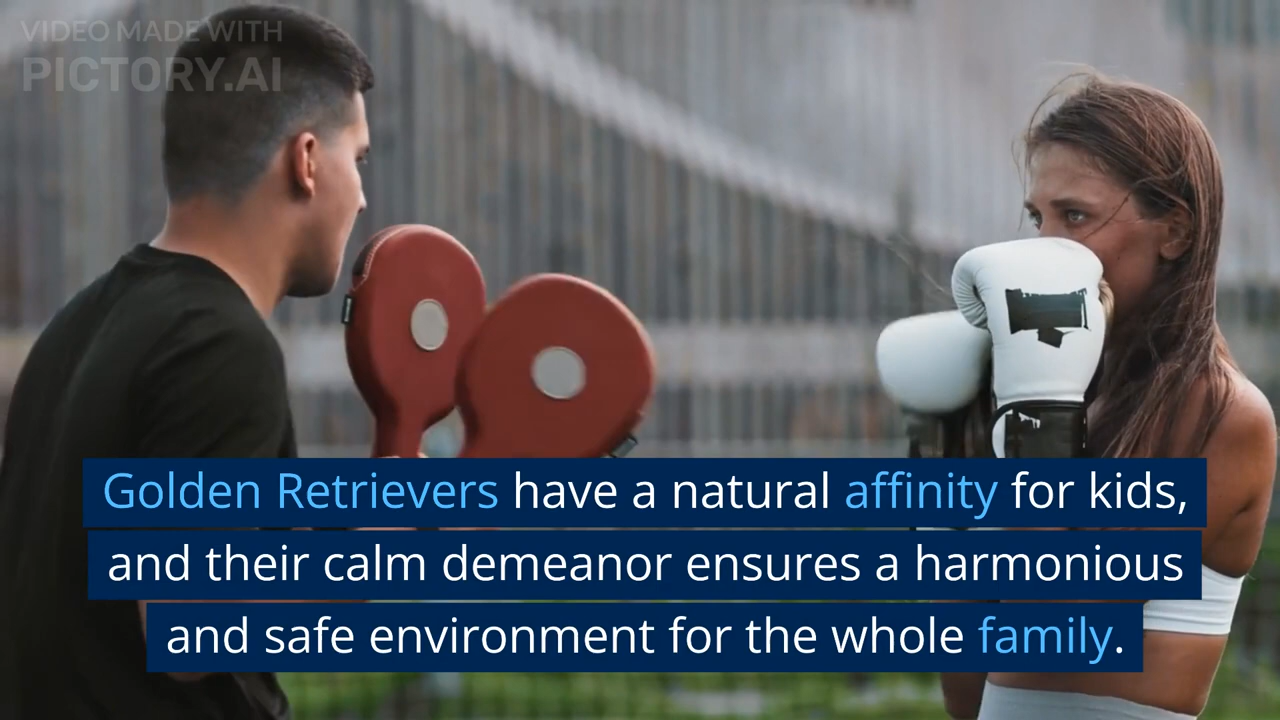 VIDEO MADE WITH
PICTORY.AI
Golden Retrievers have a natural affinity for kids,
and their calm demeanor ensures a harmonious
and safe environment for the whole family.